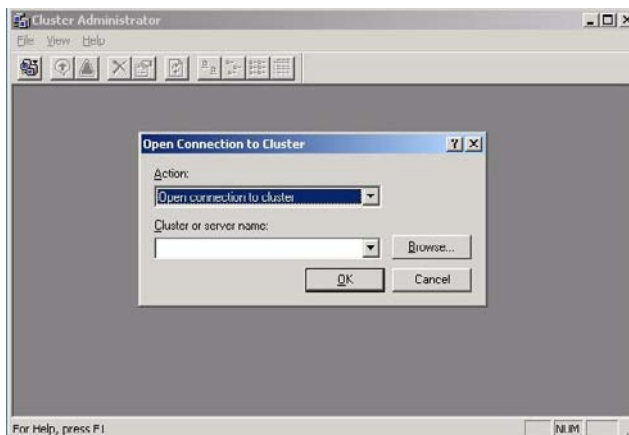 Cluster Administrator
File View Help
Open Connection to Cluster
Action:
Open connection to cluster
Cluster or server name:
Browse...
OK Cancel
For Help, press F1
NUM